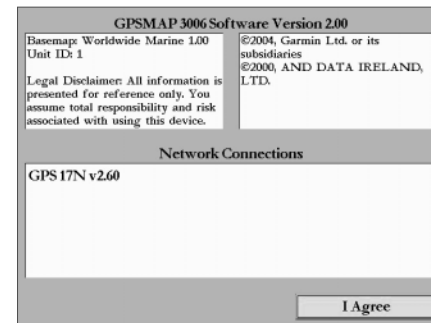 GPSMAP 3006 Software Version 2.00
Basemap: Worldwide Marine 1.00
Unit ID: 1
Legal Disclaimer: All information is
presented for reference only. You
assume total responsibility and risk
associated with using this device.
©2004, Garmin Ltd. or its
subsidiaries
©2000, AND DATA IRELAND,
LTD.
Network Connections
GPS 17N v2.60
I Agree